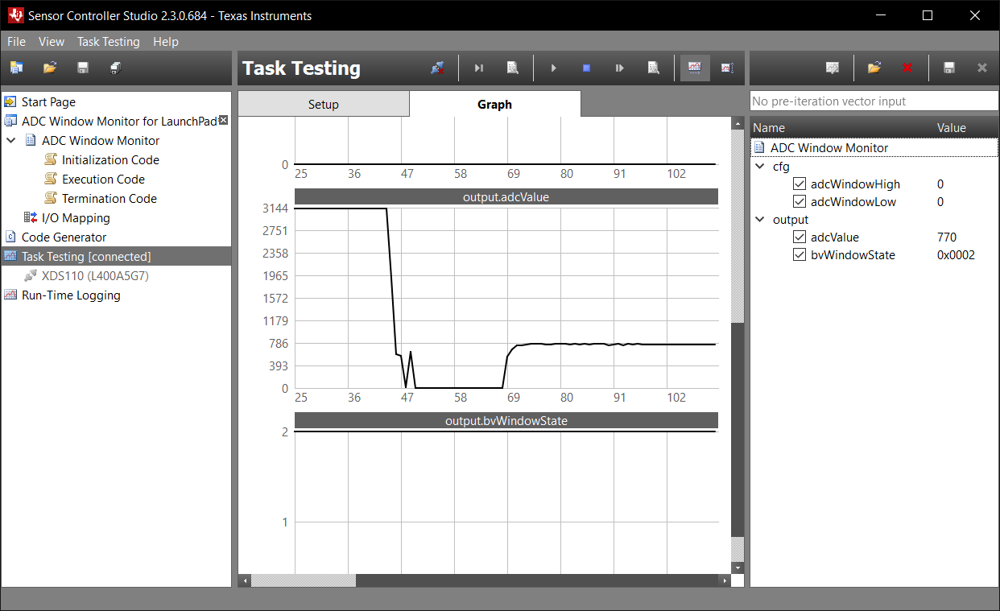 Sensor Controller Studio 2.3.0.684 - Texas Instruments
File View Task Testing Help
Task Testing
Start Page
ADC Window Monitor for LaunchPad
ADC Window Monitor
Initialization Code
Execution Code
Termination Code
I/O Mapping
Code Generator
Task Testing [connected]
XDS110 (L400A5G7)
Run-Time Logging
Setup Graph
0
25 36 47 58 69 80 91 102
output.adcValue
3144
2751
2358
1965
1572
1179
786
393
0
25 36 47 58 69 80 91 102
output.bvWindowState
2
1
No pre-iteration vector input
Name Value
ADC Window Monitor
cfg
adcWindowHigh 0
adcWindowLow 0
output
adcValue 770
bvWindowState 0x0002